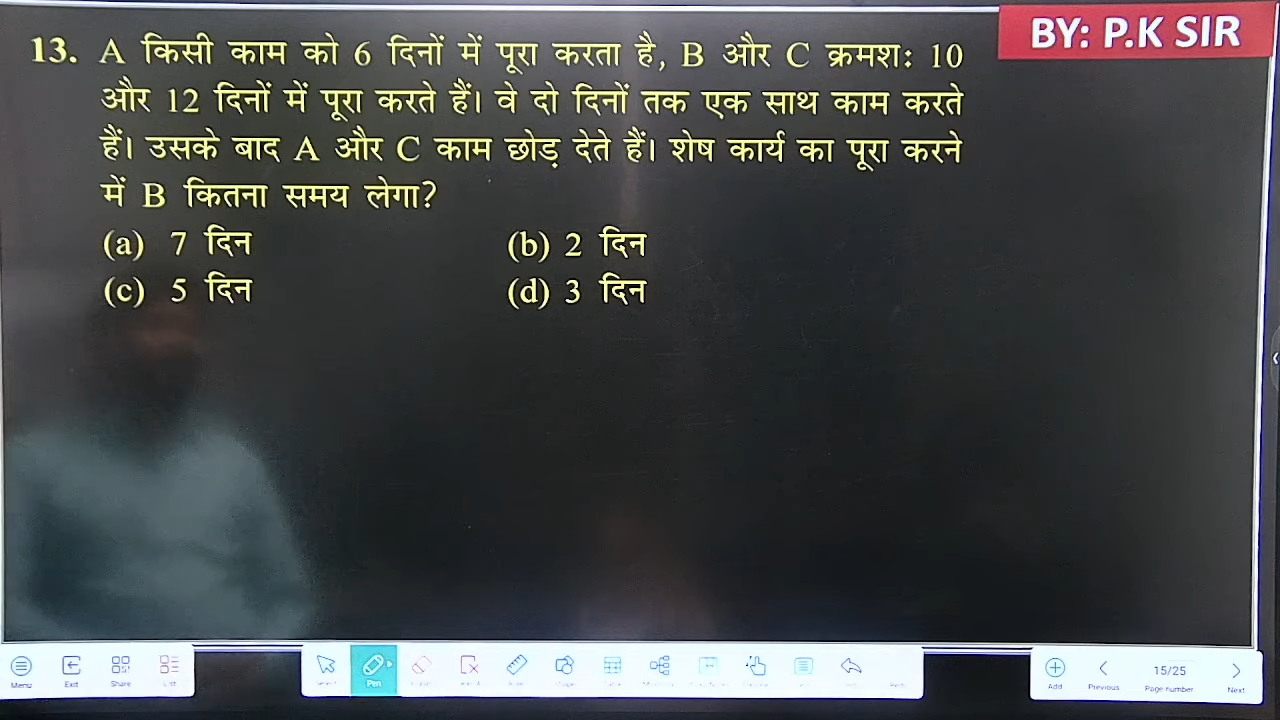 BY: P.K SIR
13. A किसी काम को 6 दिनों में पूरा करता है, B और C क्रमशः 10
और 12 दिनों में पूरा करते हैं। वे दो दिनों तक एक साथ काम करते
हैं। उसके बाद A और C काम छोड़ देते हैं। शेष कार्य का पूरा करने
में B कितना समय लेगा?
(a) 7 दिन (b) 2 दिन
(c) 5 दिन (d) 3 दिन
Menu Exit Share Pen Add Previous 15/25 Page number Next